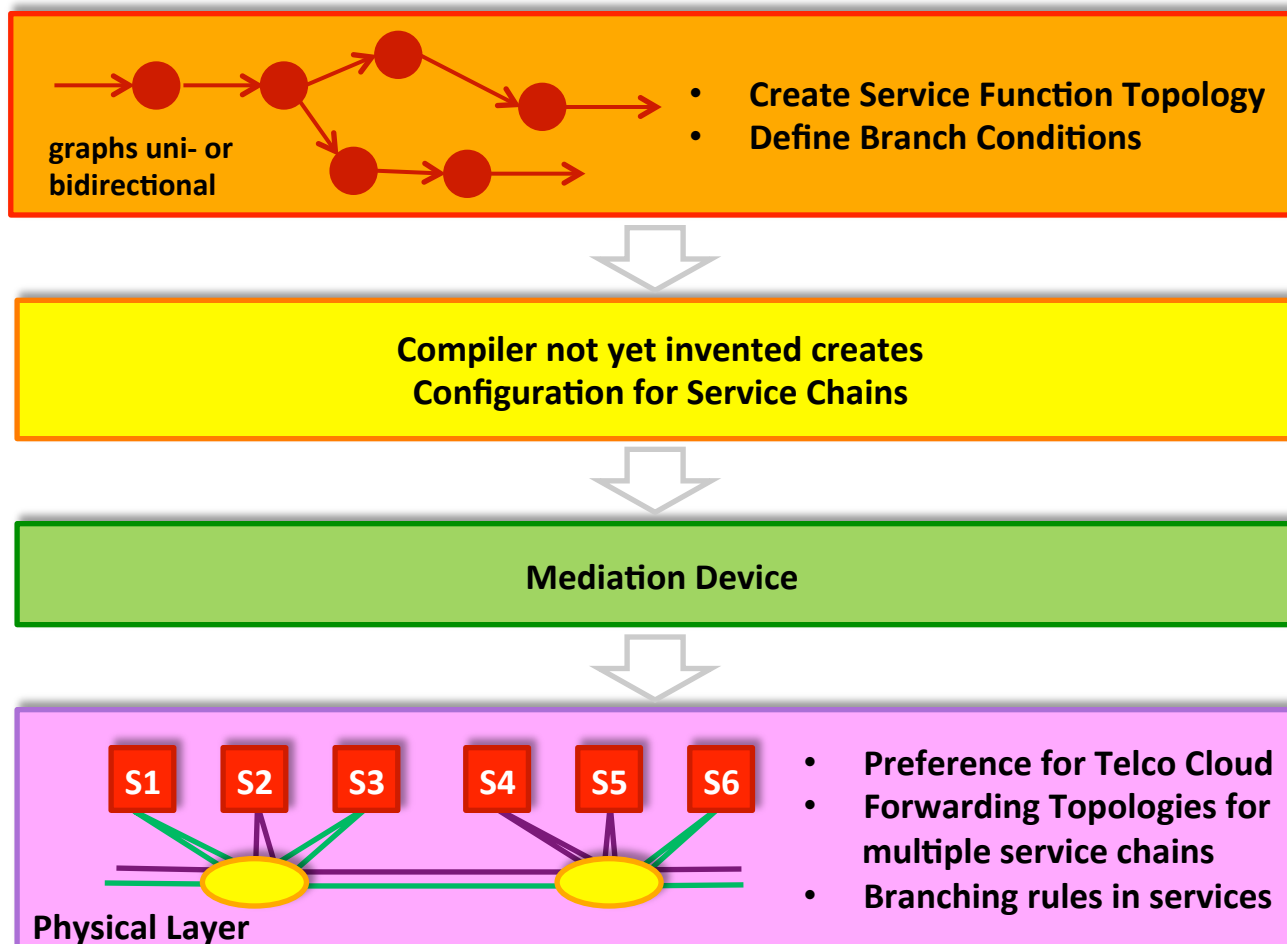 graphs uni- or
bidirectional
• Create Service Function Topology
• Define Branch Conditions
Compiler not yet invented creates
Configuration for Service Chains
Mediation Device
S1 S2 S3 S4 S5 S6
Physical Layer
• Preference for Telco Cloud
• Forwarding Topologies for
multiple service chains
• Branching rules in services